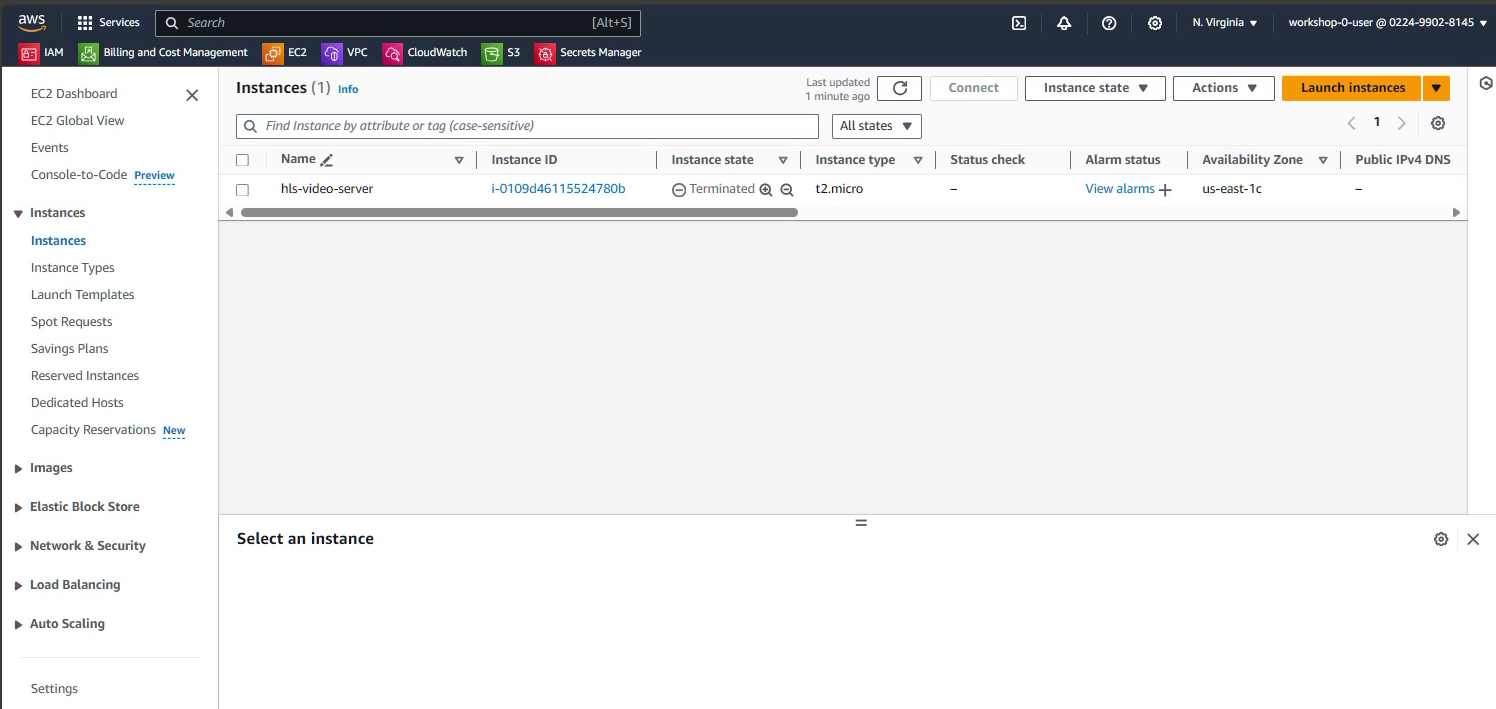 aws Services Search [Alt+S] N. Virginia workshop-0-user @ 0224-9902-8145
IAM Billing and Cost Management EC2 VPC CloudWatch S3 Secrets Manager
EC2 Dashboard
EC2 Global View
Events
Console-to-Code Preview
Instances
Instances
Instance Types
Launch Templates
Spot Requests
Savings Plans
Reserved Instances
Dedicated Hosts
Capacity Reservations New
Images
Elastic Block Store
Network & Security
Load Balancing
Auto Scaling
Settings
Instances (1) Info
Last updated
1 minute ago
Connect Instance state Actions Launch instances
Find Instance by attribute or tag (case-sensitive) All states 1
Name Instance ID Instance state Instance type Status check Alarm status Availability Zone Public IPv4 DNS
hls-video-server i-0109d46115524780b Terminated t2.micro – View alarms us-east-1c –
Select an instance